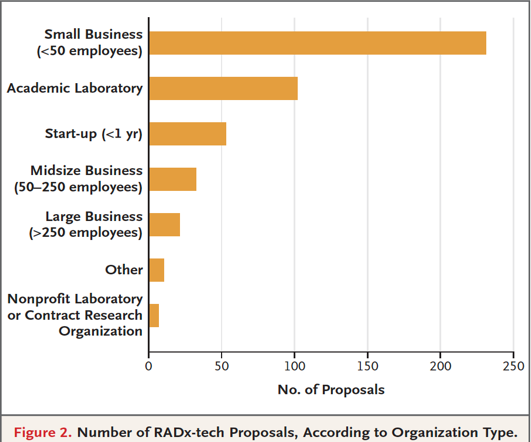 Small Business
(<50 employees)
Academic Laboratory
Start-up (<1 yr)
Midsize Business
(50–250 employees)
Large Business
(>250 employees)
Other
Nonprofit Laboratory
or Contract Research
Organization
0 50 100 150 200 250
No. of Proposals
Figure 2. Number of RADx-tech Proposals, According to Organization Type.